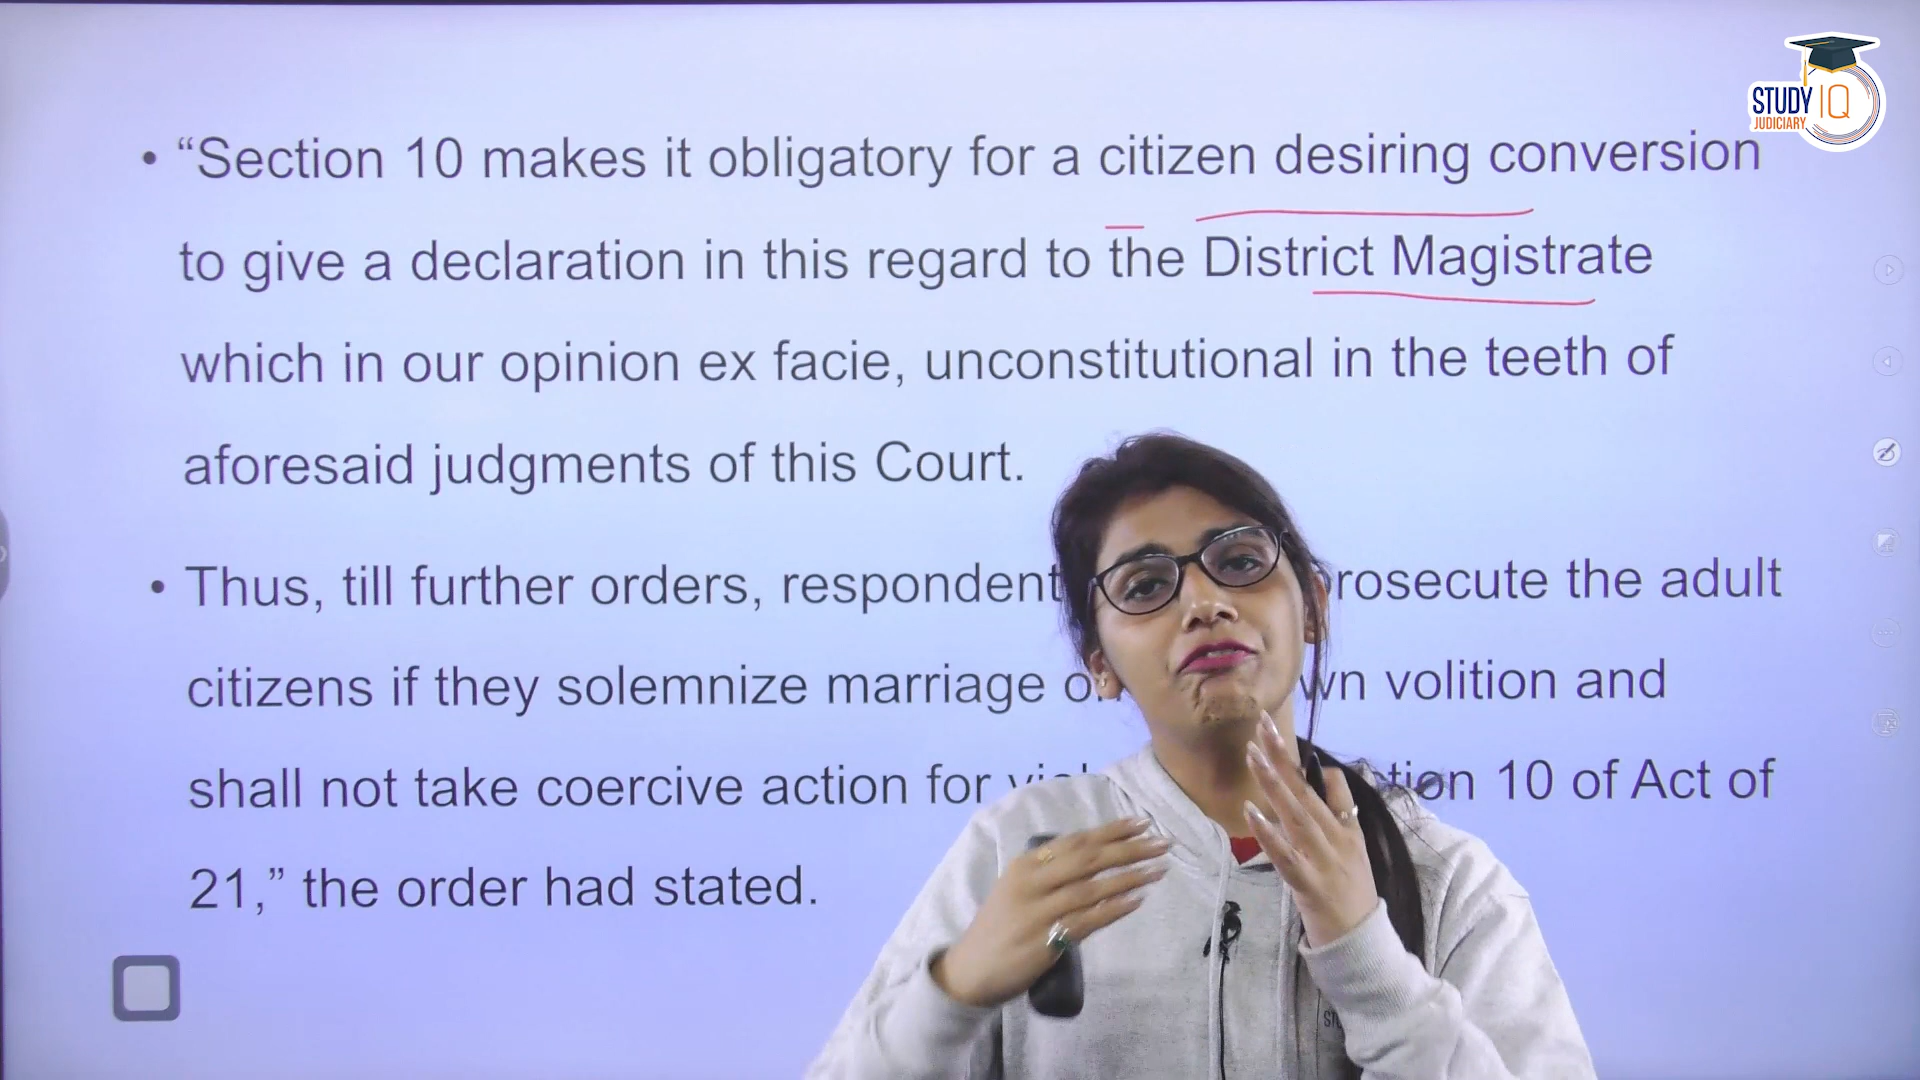 STUDY IQ
JUDICIARY
• “Section 10 makes it obligatory for a citizen desiring conversion
to give a declaration in this regard to the District Magistrate
which in our opinion ex facie, unconstitutional in the teeth of
aforesaid judgments of this Court.
• Thus, till further orders, respondent rosecute the adult
citizens if they solemnize marriage o wn volition and
shall not take coercive action for vi tion 10 of Act of
21,” the order had stated.